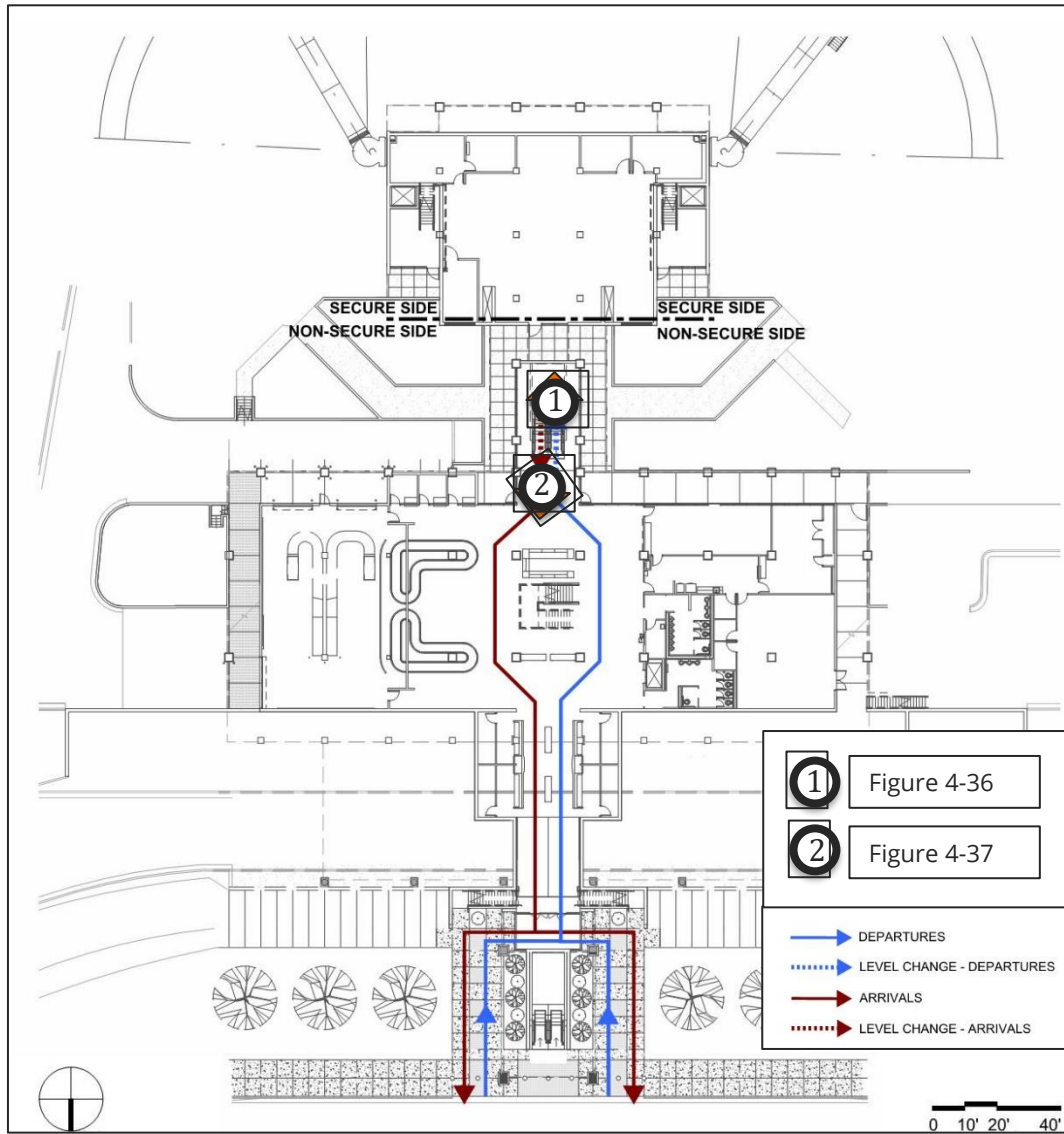 SECURE SIDE
SECURE SIDE
NON-SECURE SIDE
NON-SECURE SIDE
1
2
1 Figure 4-36
2 Figure 4-37
DEPARTURES
LEVEL CHANGE - DEPARTURES
ARRIVALS
LEVEL CHANGE - ARRIVALS
0 10' 20' 40'